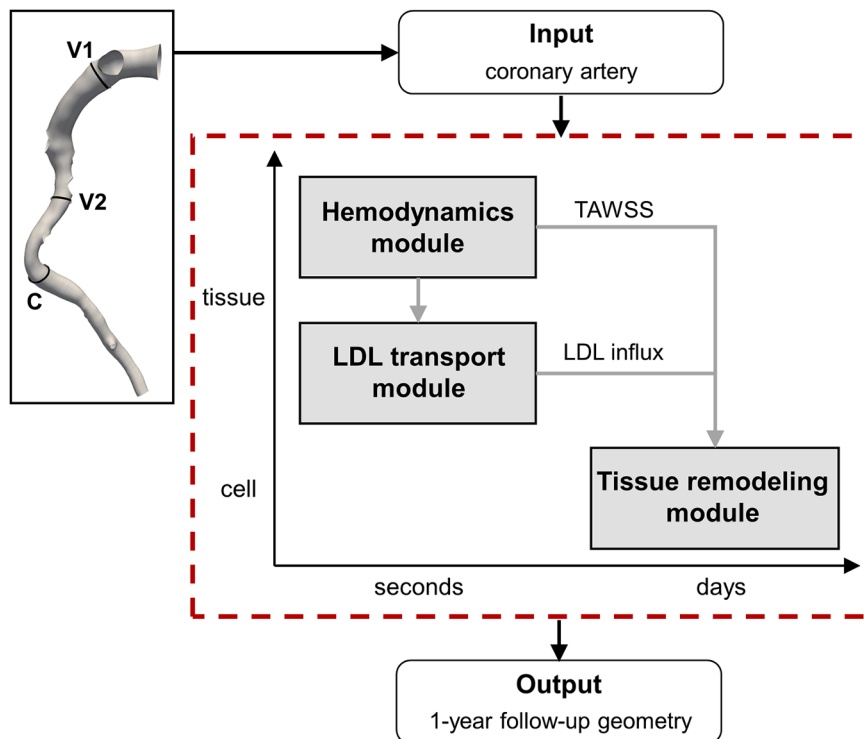 V1
V2
C
Input
coronary artery
Hemodynamics
module
TAWSS
tissue
LDL transport
module
LDL influx
cell
Tissue remodeling
module
seconds
days
Output
1-year follow-up geometry